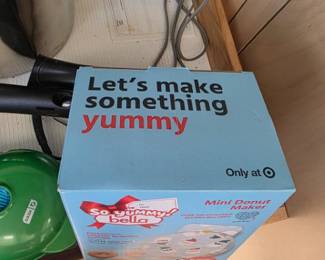 Let's make
something
yummy
Only at
So yummy!
bella
Mini Donut
Maker